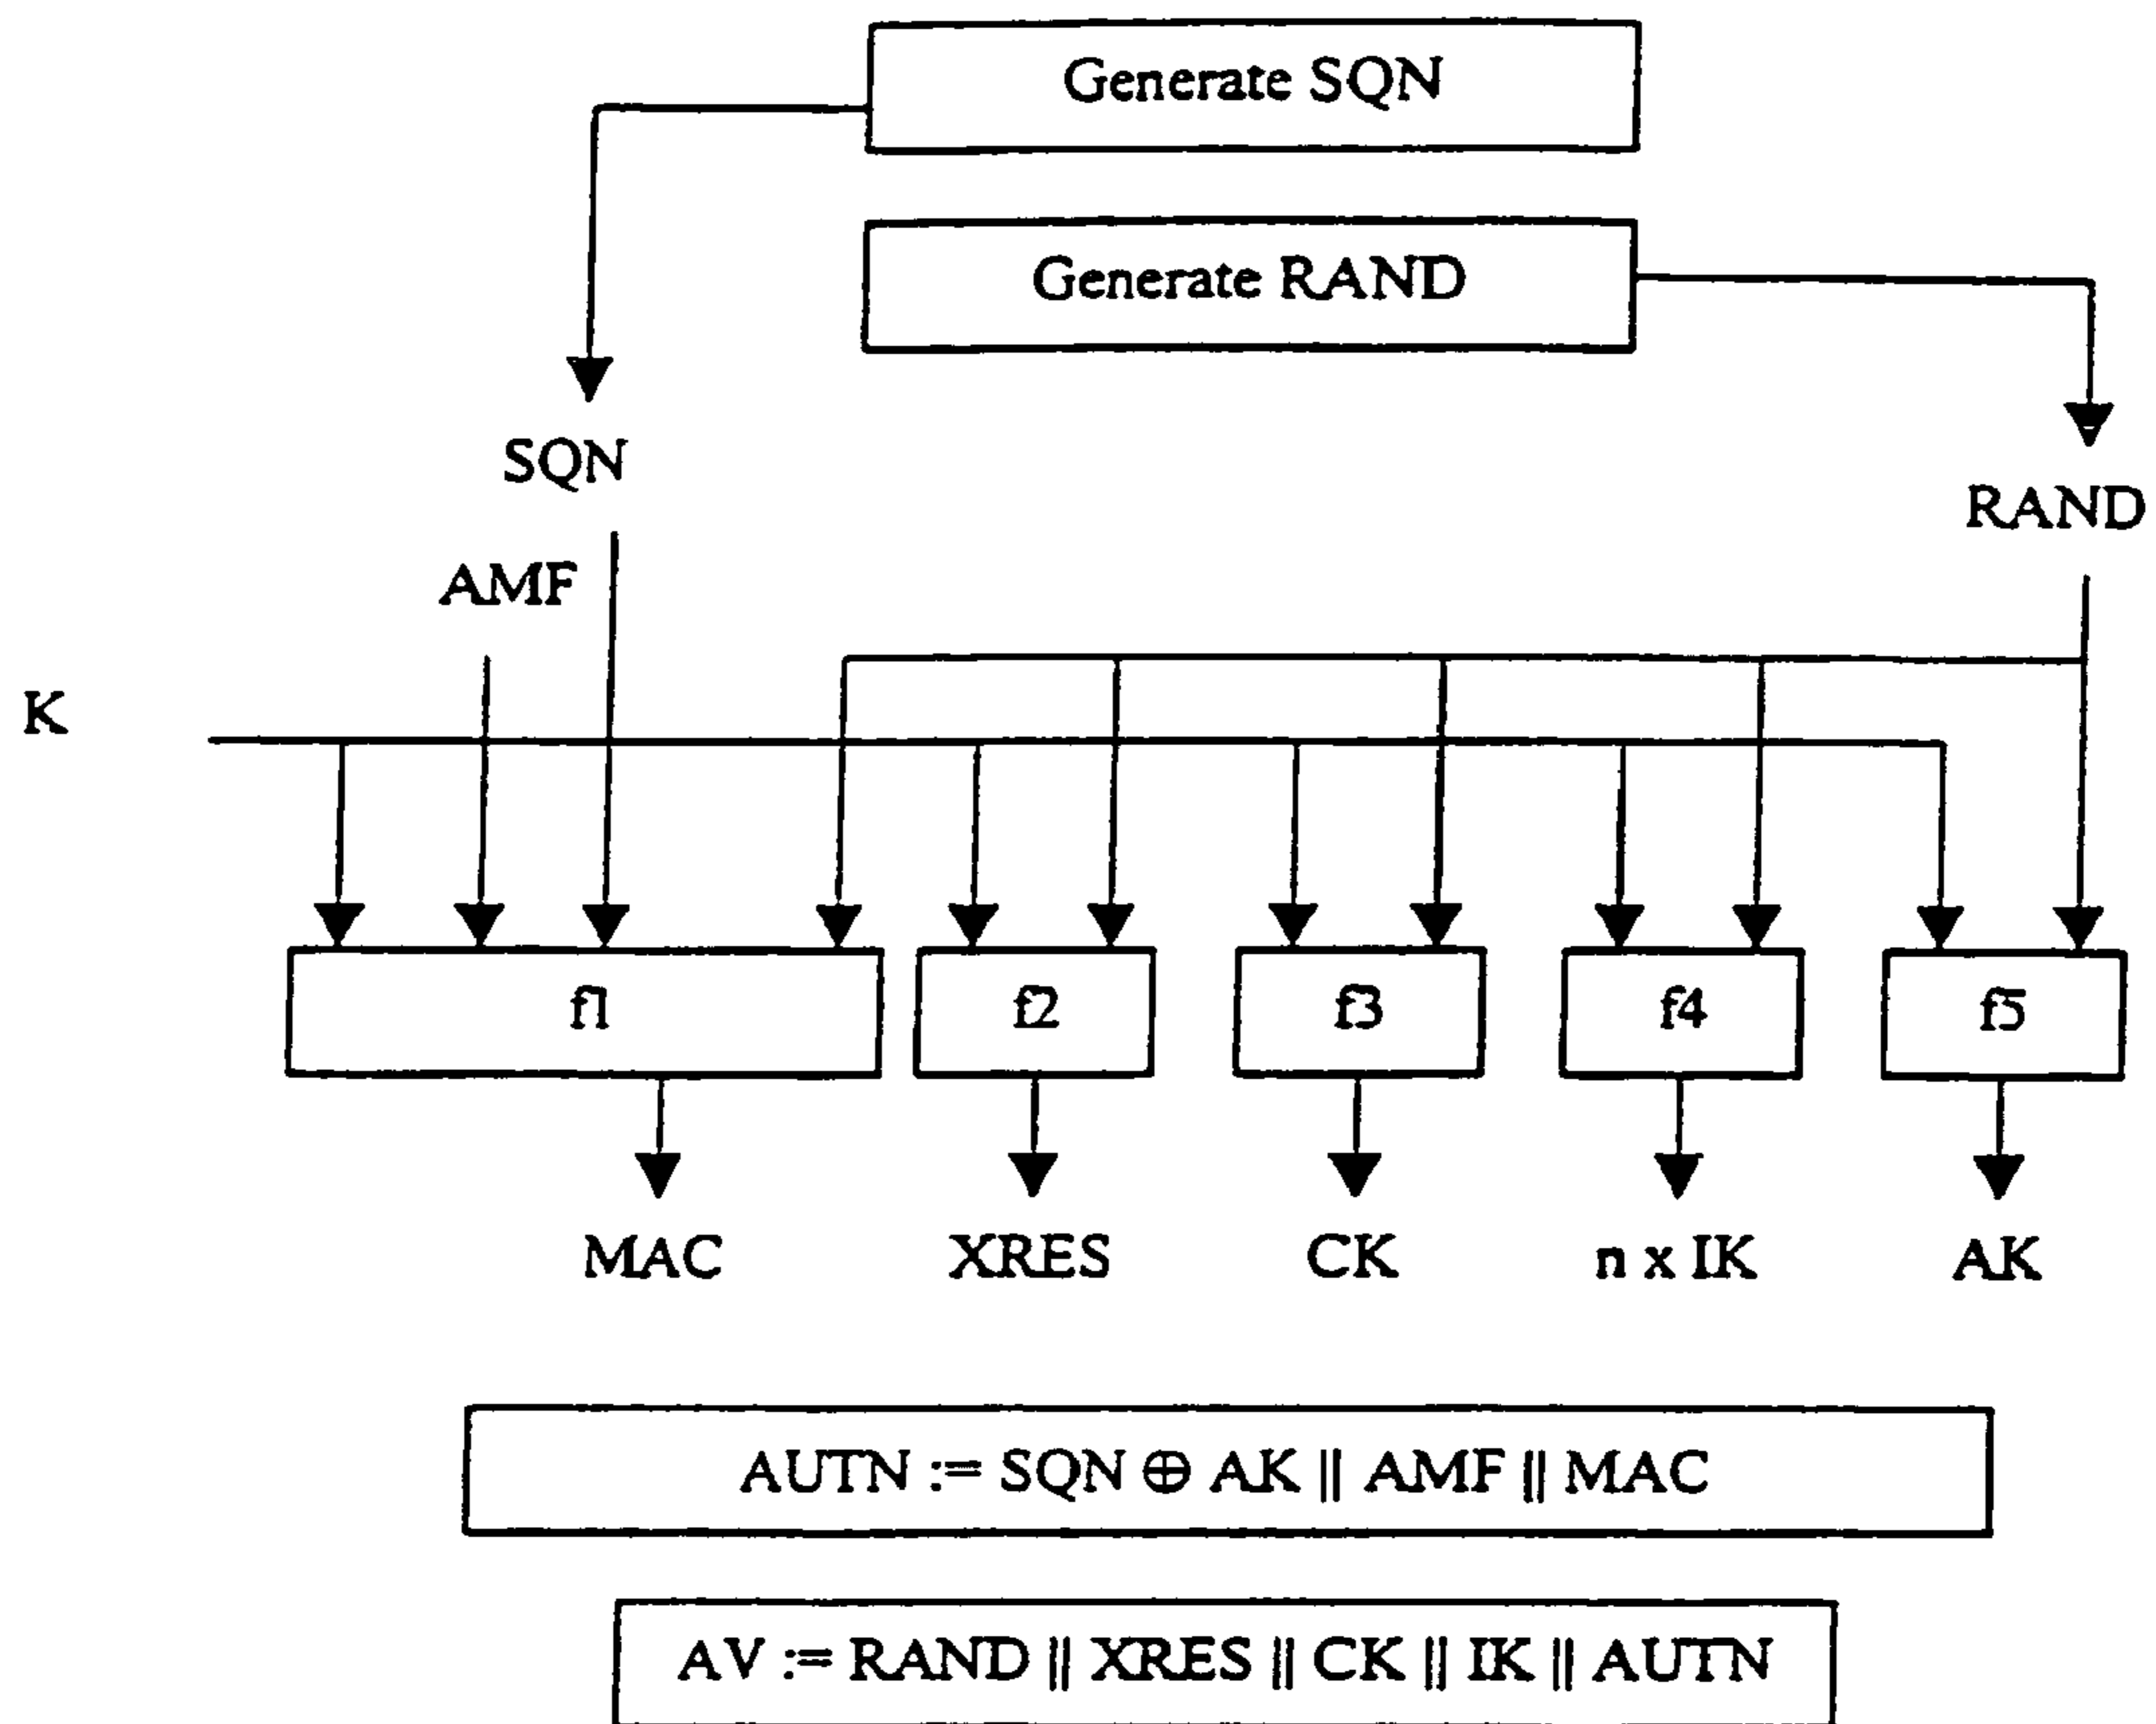 Generate SQN
Generate RAND
SQN
RAND
AMF
K
f1 f2 f3 f4 f5
MAC XRES CK n x IK AK
AUTN := SQN ⊕ AK || AMF || MAC
AV := RAND || XRES || CK || IK || AUTN